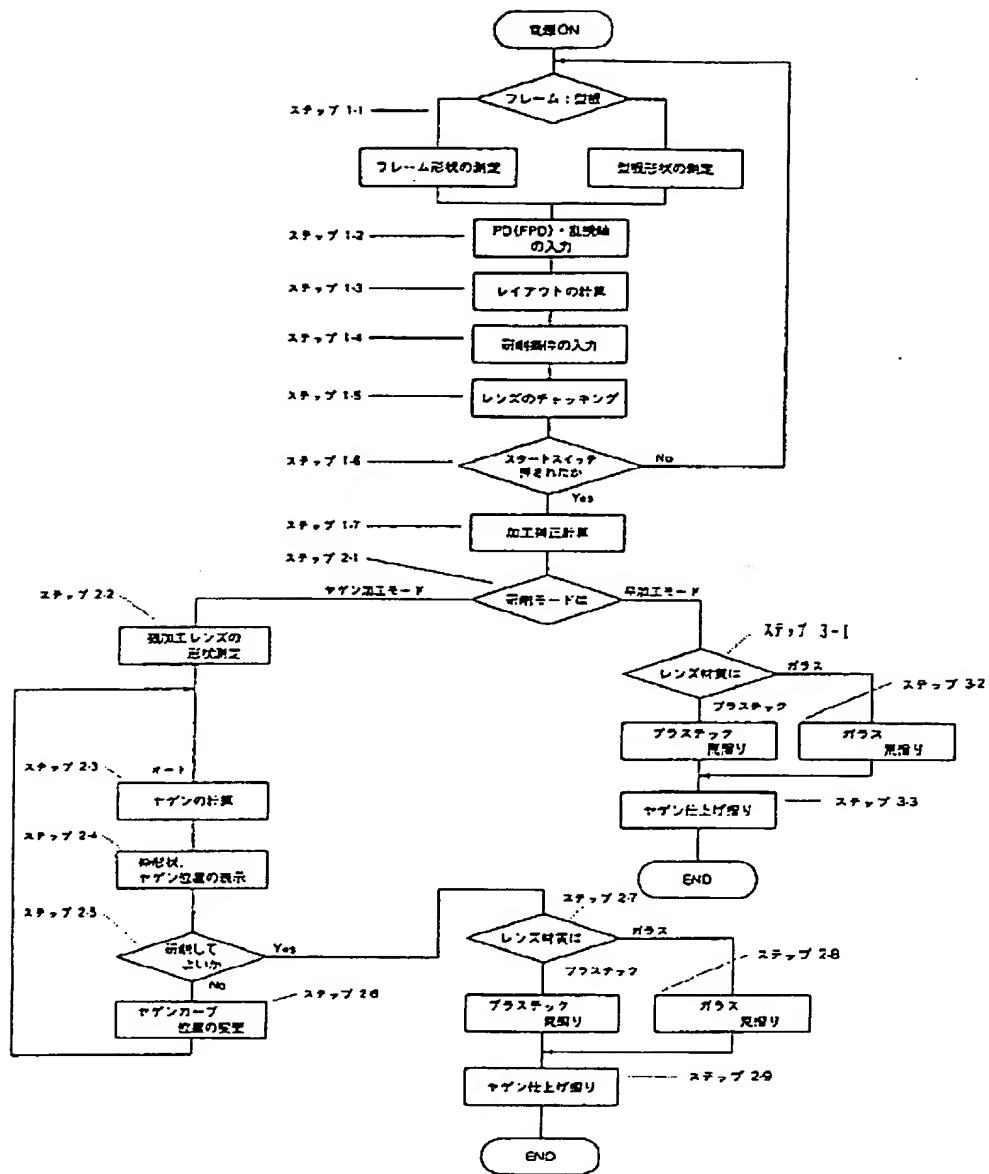 電源ON
フレーム：型板
ステップ 1-1
フレーム形状の測定
型板形状の測定
ステップ 1-2
PD(FPD)・乱視軸
の入力
ステップ 1-3
レイアウトの計算
ステップ 1-4
研削条件の入力
ステップ 1-5
レンズのチャッキング
ステップ 1-6
スタートスイッチ
押されたか
No
Yes
ステップ 1-7
加工補正計算
ステップ 2-1
研削モードは
ヤゲン加工モード
平加工モード
ステップ 2-2
被加工レンズの
形状測定
ステップ 3-1
レンズ材質は
ガラス
プラスチック
ステップ 3-2
プラスチック
荒摺り
ガラス
荒摺り
ステップ 2-3
オート
ヤゲンの計算
ヤゲン仕上げ摺り
ステップ 3-3
END
ステップ 2-4
枠形状、
ヤゲン位置の表示
ステップ 2-5
研削して
よいか
Yes
No
ステップ 2-6
ヤゲンカーブ
位置の変更
ステップ 2-7
レンズ材質は
ガラス
プラスチック
ステップ 2-8
プラスチック
荒摺り
ガラス
荒摺り
ヤゲン仕上げ摺り
ステップ 2-9
END